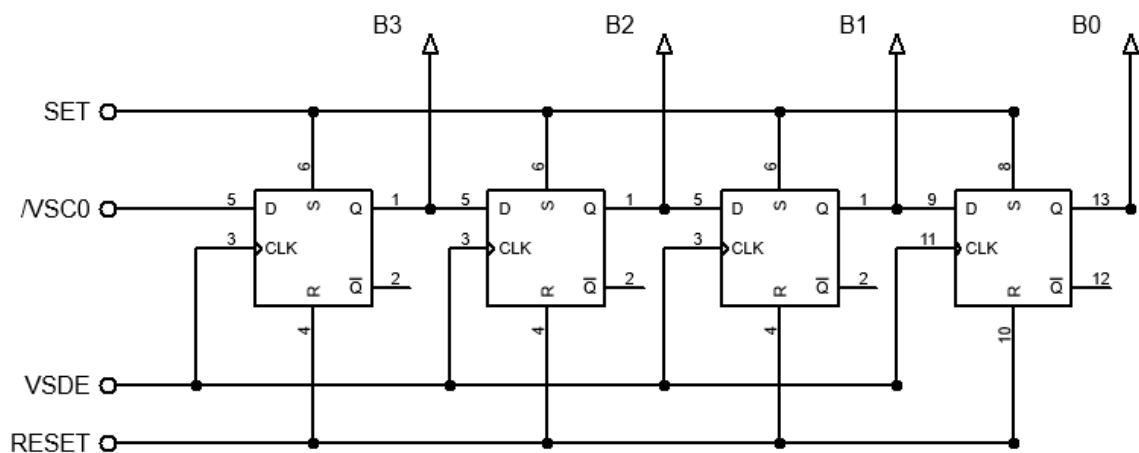 B3 B2 B1 B0
SET
6 6 6 8
/VSC0 5 D S Q 1 5 D S Q 1 5 D S Q 1 9 D S Q 13
3 CLK 3 CLK 3 CLK 11 CLK
R Q̅ 2 R Q̅ 2 R Q̅ 2 R Q̅ 12
4 4 4 10
VSDE
RESET